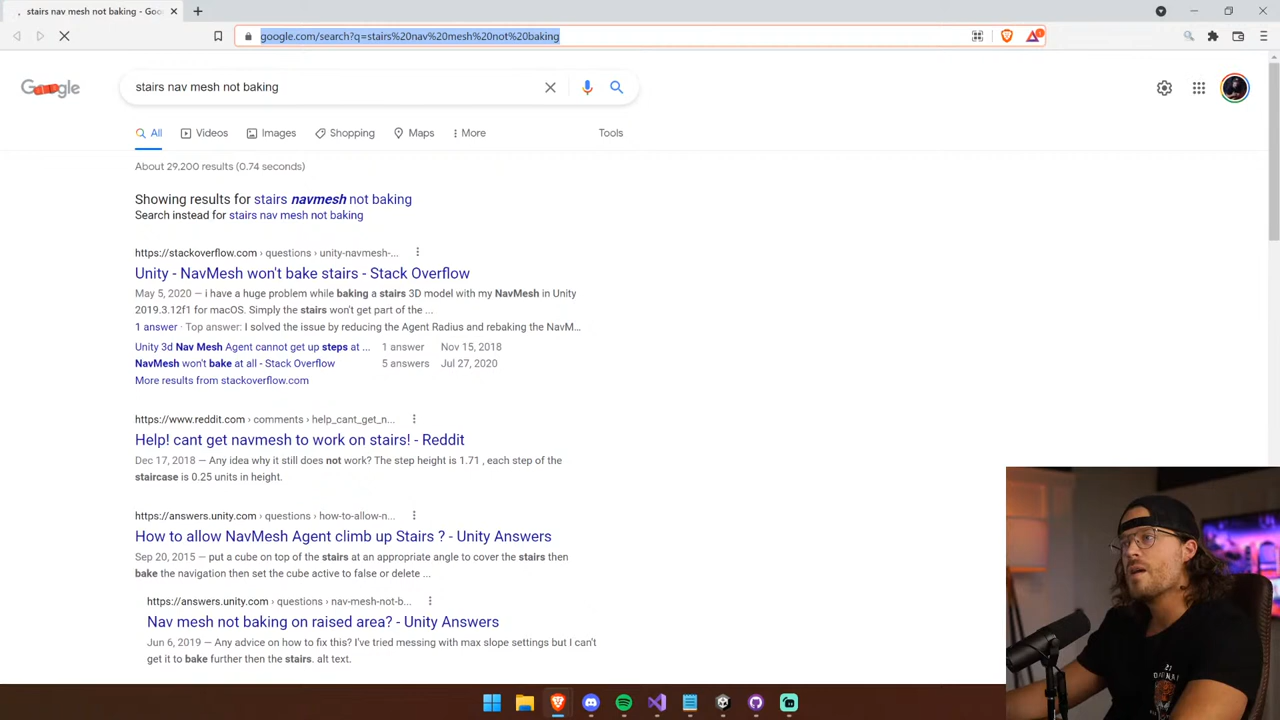 stairs nav mesh not baking - Goo
google.com/search?q=stairs%20nav%20mesh%20not%20baking
stairs nav mesh not baking
All
Videos
Images
Shopping
Maps
More
Tools
About 29,200 results (0.74 seconds)
Showing results for stairs navmesh not baking
Search instead for stairs nav mesh not baking
https://stackoverflow.com › questions › unity-navmesh-...
Unity - NavMesh won't bake stairs - Stack Overflow
May 5, 2020 — i have a huge problem while baking a stairs 3D model with my NavMesh in Unity
2019.3.12f1 for macOS. Simply the stairs won't get part of the ...
1 answer · Top answer: I solved the issue by reducing the Agent Radius and rebaking the NavM...
Unity 3d Nav Mesh Agent cannot get up steps at ... 1 answer Nov 15, 2018
NavMesh won't bake at all - Stack Overflow 5 answers Jul 27, 2020
More results from stackoverflow.com
https://www.reddit.com › comments › help_cant_get_n...
Help! cant get navmesh to work on stairs! - Reddit
Dec 17, 2018 — Any idea why it still does not work? The step height is 1.71 , each step of the
staircase is 0.25 units in height.
https://answers.unity.com › questions › how-to-allow-n...
How to allow NavMesh Agent climb up Stairs ? - Unity Answers
Sep 20, 2015 — put a cube on top of the stairs at an appropriate angle to cover the stairs then
bake the navigation then set the cube active to false or delete ...
https://answers.unity.com › questions › nav-mesh-not-b...
Nav mesh not baking on raised area? - Unity Answers
Jun 6, 2019 — Any advice on how to fix this? I've tried messing with max slope settings but I can't
get it to bake further then the stairs. alt text.